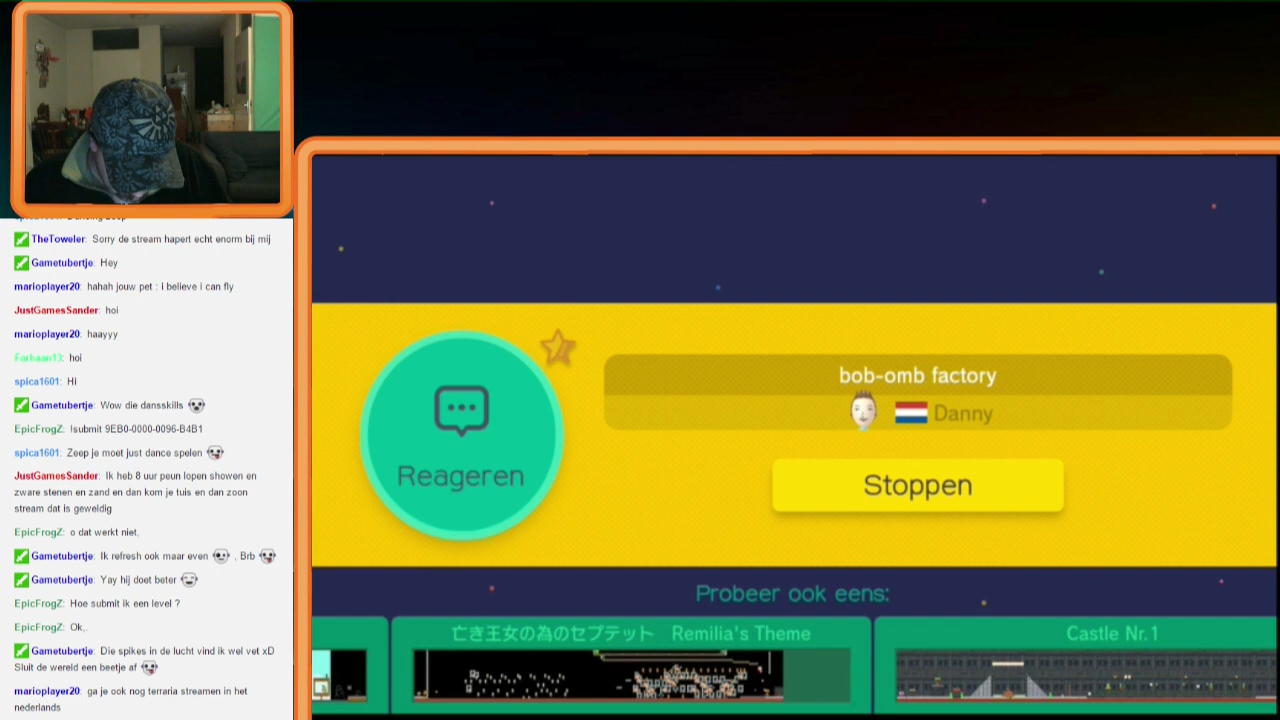 TheToweler: Sorry de stream hapert echt enorm bij mij
Gametubertje: Hey
marioplayer20: hahah jouw pet : i believe i can fly
JustGamesSander: hoi
marioplayer20: haayyy
Farhaan13: hoi
spica1601: Hi
Gametubertje: Wow die dansskills
EpicFrogZ: !submit 9EB0-0000-0096-B4B1
spica1601: Zeep je moet just dance spelen
JustGamesSander: Ik heb 8 uur peun lopen showen en
zware stenen en zand en dan kom je tuis en dan zoon
stream dat is geweldig
EpicFrogZ: o dat werkt niet,
Gametubertje: Ik refresh ook maar even , Brb
Gametubertje: Yay hij doet beter
EpicFrogZ: Hoe submit ik een level ?
EpicFrogZ: Ok,.
Gametubertje: Die spikes in de lucht vind ik wel vet xD
Sluit de wereld een beetje af
marioplayer20: ga je ook nog terraria streamen in het
nederlands
Reageren
bob-omb factory
Danny
Stoppen
Probeer ook eens:
亡き王女の為のセプテット Remilia's Theme
Castle Nr.1